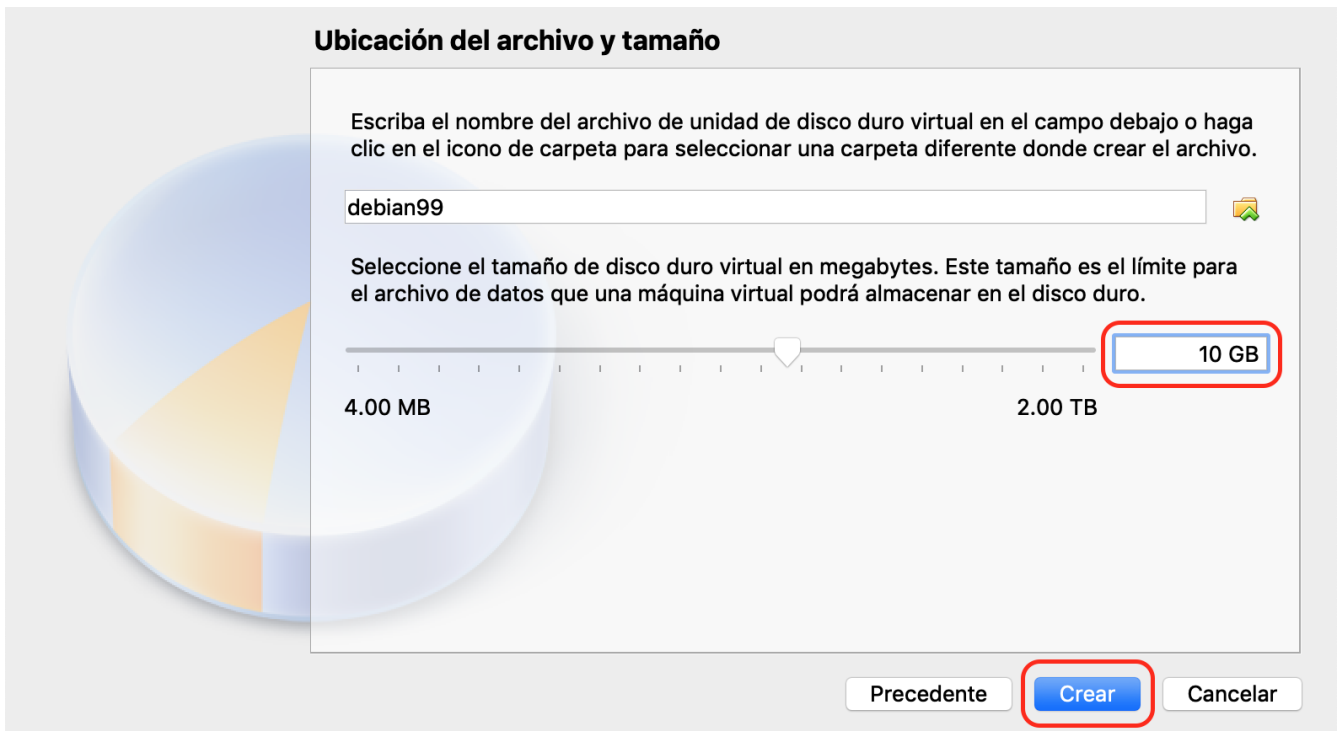 Ubicación del archivo y tamaño
Escriba el nombre del archivo de unidad de disco duro virtual en el campo debajo o haga
clic en el icono de carpeta para seleccionar una carpeta diferente donde crear el archivo.
debian99
Seleccione el tamaño de disco duro virtual en megabytes. Este tamaño es el límite para
el archivo de datos que una máquina virtual podrá almacenar en el disco duro.
10 GB
4.00 MB 2.00 TB
Precedente Crear Cancelar